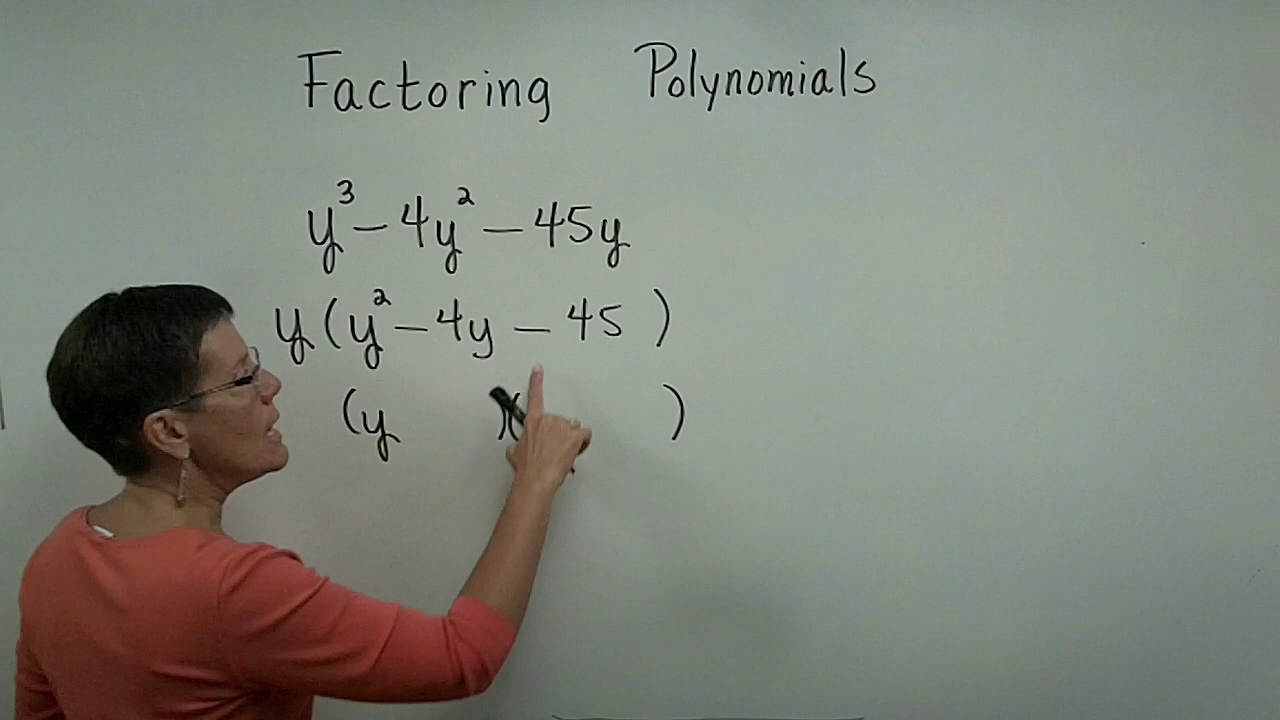 Factoring Polynomials
y³ – 4y² – 45y
y(y² – 4y – 45 )
(y )( )